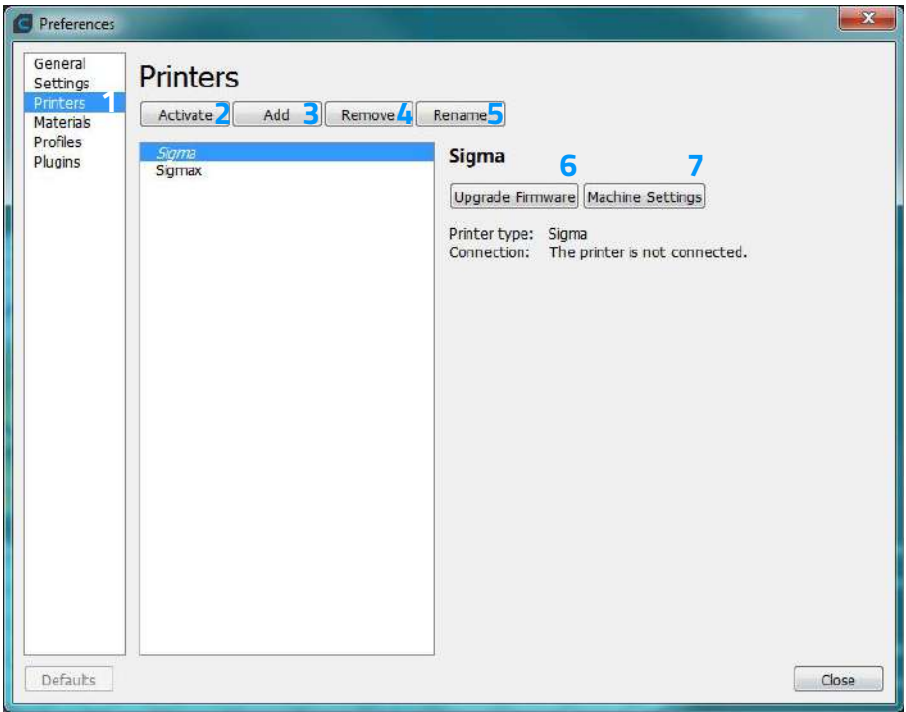 Preferences
General
Settings
Printers 1
Materials
Profiles
Plugins
Printers
Activate 2 Add 3 Remove 4 Rename 5
Sigma
Sigmax
Sigma
6 7
Upgrade Firmware Machine Settings
Printer type: Sigma
Connection: The printer is not connected.
Defaults
Close